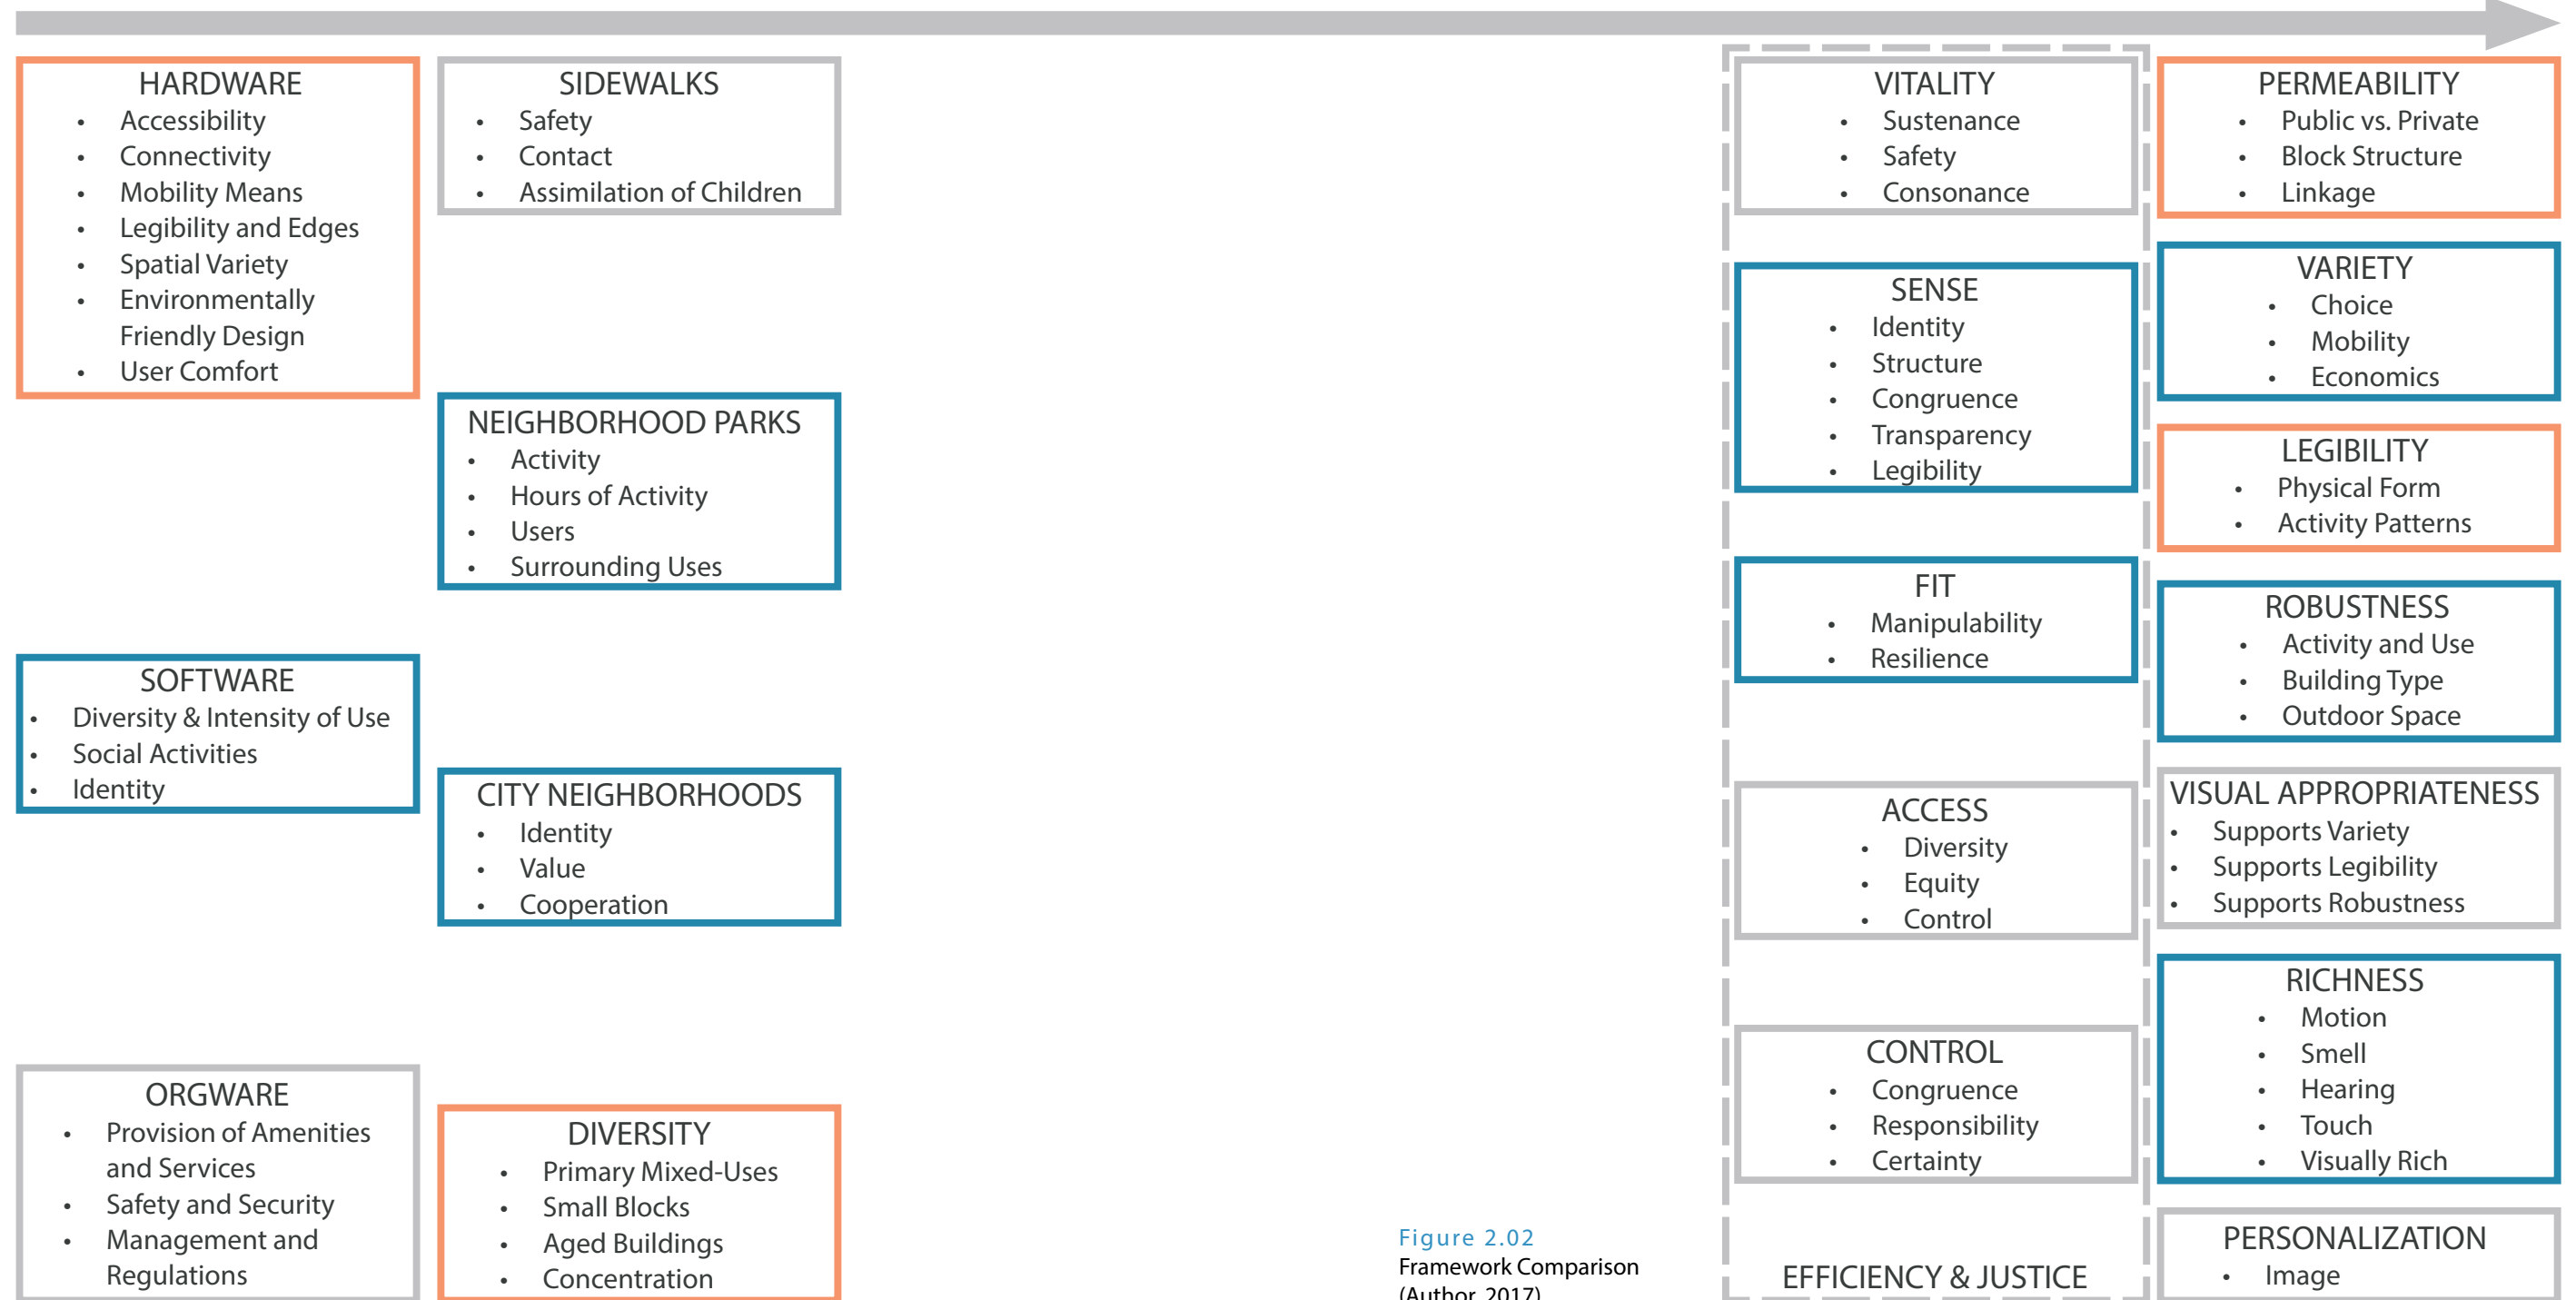 HARDWARE
• Accessibility
• Connectivity
• Mobility Means
• Legibility and Edges
• Spatial Variety
• Environmentally
Friendly Design
• User Comfort
SOFTWARE
• Diversity & Intensity of Use
• Social Activities
• Identity
ORGWARE
• Provision of Amenities
and Services
• Safety and Security
• Management and
Regulations
SIDEWALKS
• Safety
• Contact
• Assimilation of Children
NEIGHBORHOOD PARKS
• Activity
• Hours of Activity
• Users
• Surrounding Uses
CITY NEIGHBORHOODS
• Identity
• Value
• Cooperation
DIVERSITY
• Primary Mixed-Uses
• Small Blocks
• Aged Buildings
• Concentration
Figure 2.02
Framework Comparison
(Author, 2017)
VITALITY
• Sustenance
• Safety
• Consonance
SENSE
• Identity
• Structure
• Congruence
• Transparency
• Legibility
FIT
• Manipulability
• Resilience
ACCESS
• Diversity
• Equity
• Control
CONTROL
• Congruence
• Responsibility
• Certainty
EFFICIENCY & JUSTICE
PERMEABILITY
• Public vs. Private
• Block Structure
• Linkage
VARIETY
• Choice
• Mobility
• Economics
LEGIBILITY
• Physical Form
• Activity Patterns
ROBUSTNESS
• Activity and Use
• Building Type
• Outdoor Space
VISUAL APPROPRIATENESS
• Supports Variety
• Supports Legibility
• Supports Robustness
RICHNESS
• Motion
• Smell
• Hearing
• Touch
• Visually Rich
PERSONALIZATION
• Image